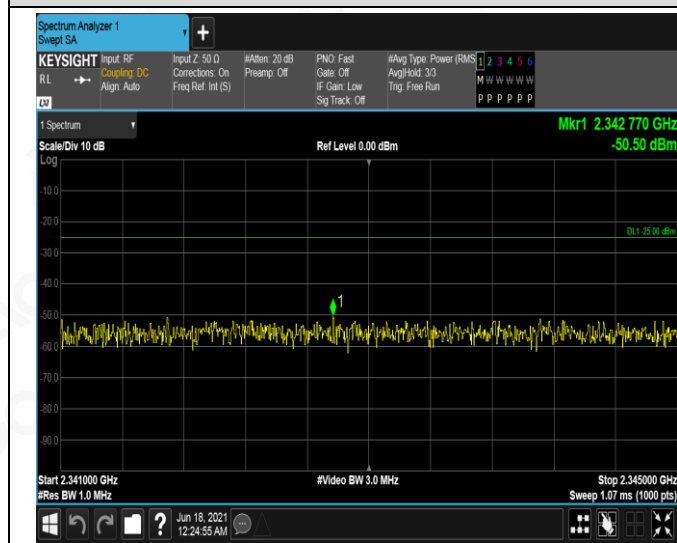 Spectrum Analyzer 1
Swept SA
+
KEYSIGHT
RL
Input: RF
Coupling: DC
Align: Auto
Input Z: 50 Ω
Corrections: On
Freq Ref: Int (S)
#Atten: 20 dB
Preamp: Off
PNO: Fast
Gate: Off
IF Gain: Low
Sig Track: Off
#Avg Type: Power (RMS
Avg|Hold: 3/3
Trig: Free Run
1 2 3 4 5 6
M W W W W W
P P P P P P
LXI
1 Spectrum
Mkr1 2.342 770 GHz
Scale/Div 10 dB
Ref Level 0.00 dBm
-50.50 dBm
Log
-10.0
-20.0
DL1 -25.00 dBm
-30.0
-40.0
1
-50.0
-60.0
-70.0
-80.0
-90.0
Start 2.341000 GHz
#Video BW 3.0 MHz
Stop 2.345000 GHz
#Res BW 1.0 MHz
Sweep 1.07 ms (1000 pts)
?
Jun 18, 2021
12:24:55 AM